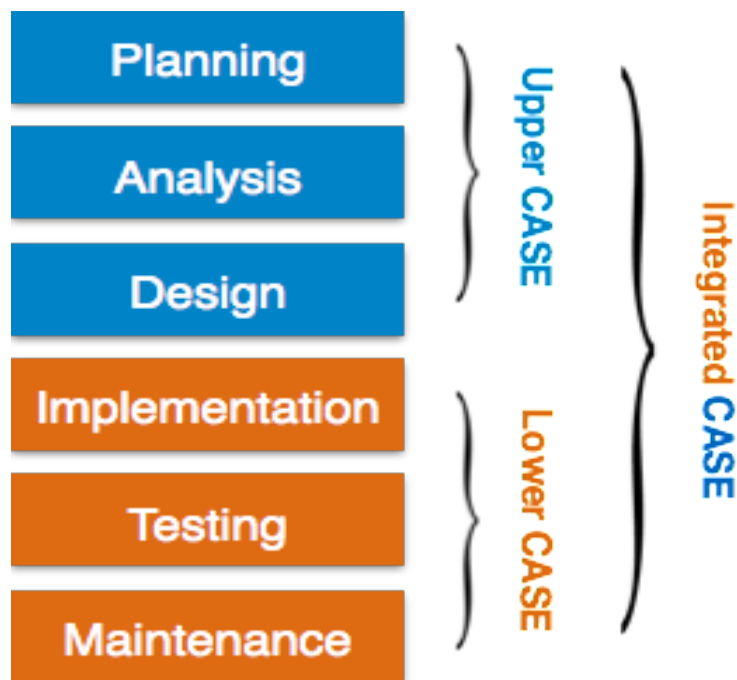 Planning
Analysis
Design
Implementation
Testing
Maintenance
Upper CASE
Lower CASE
Integrated CASE